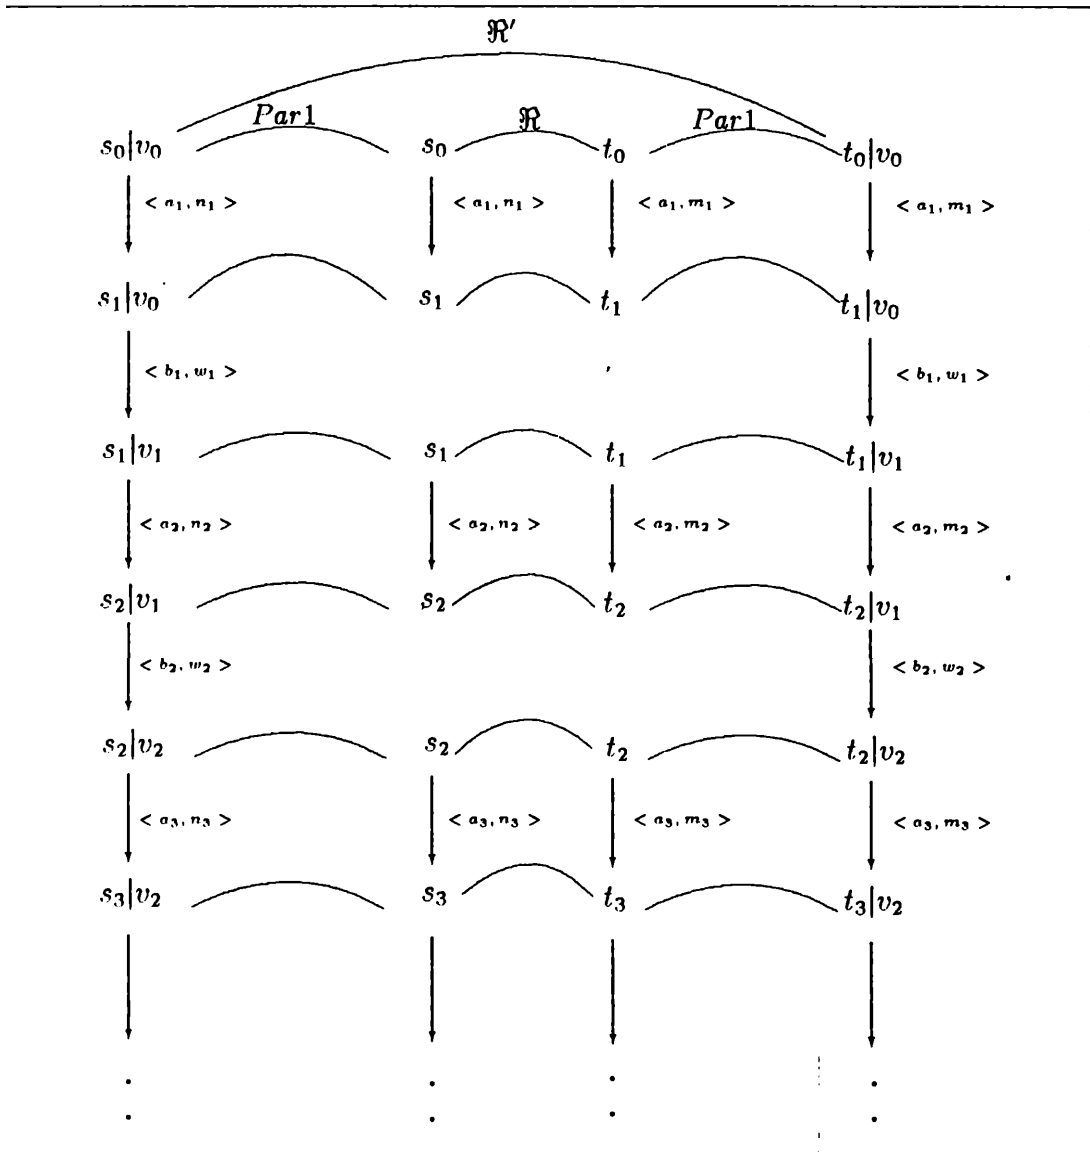 ℜ′
Par1 ℜ Par1
s₀|v₀ s₀ t₀ t₀|v₀
< a₁, n₁ > < a₁, n₁ > < a₁, m₁ > < a₁, m₁ >
s₁|v₀ s₁ t₁ t₁|v₀
< b₁, w₁ > < b₁, w₁ >
s₁|v₁ s₁ t₁ t₁|v₁
< a₂, n₂ > < a₂, n₂ > < a₂, m₂ > < a₂, m₂ >
s₂|v₁ s₂ t₂ t₂|v₁
< b₂, w₂ > < b₂, w₂ >
s₂|v₂ s₂ t₂ t₂|v₂
< a₃, n₃ > < a₃, n₃ > < a₃, m₃ > < a₃, m₃ >
s₃|v₂ s₃ t₃ t₃|v₂